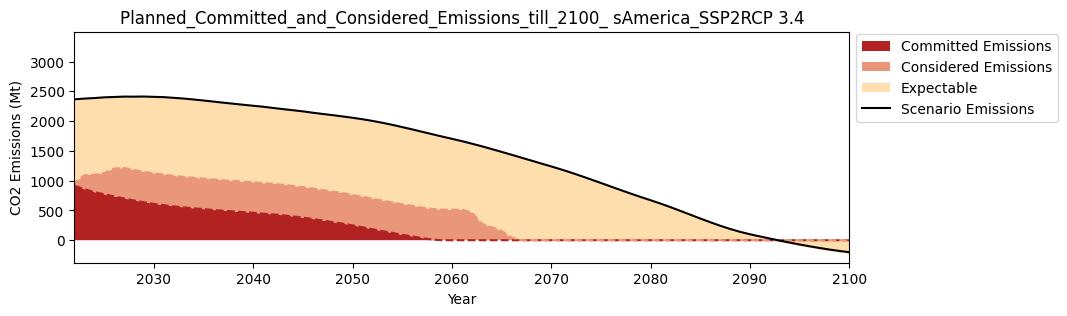 Planned_Committed_and_Considered_Emissions_till_2100_ sAmerica_SSP2RCP 3.4
Committed Emissions
Considered Emissions
Expectable
Scenario Emissions
CO2 Emissions (Mt)
3000
2500
2000
1500
1000
500
0
2030 2040 2050 2060 2070 2080 2090 2100
Year